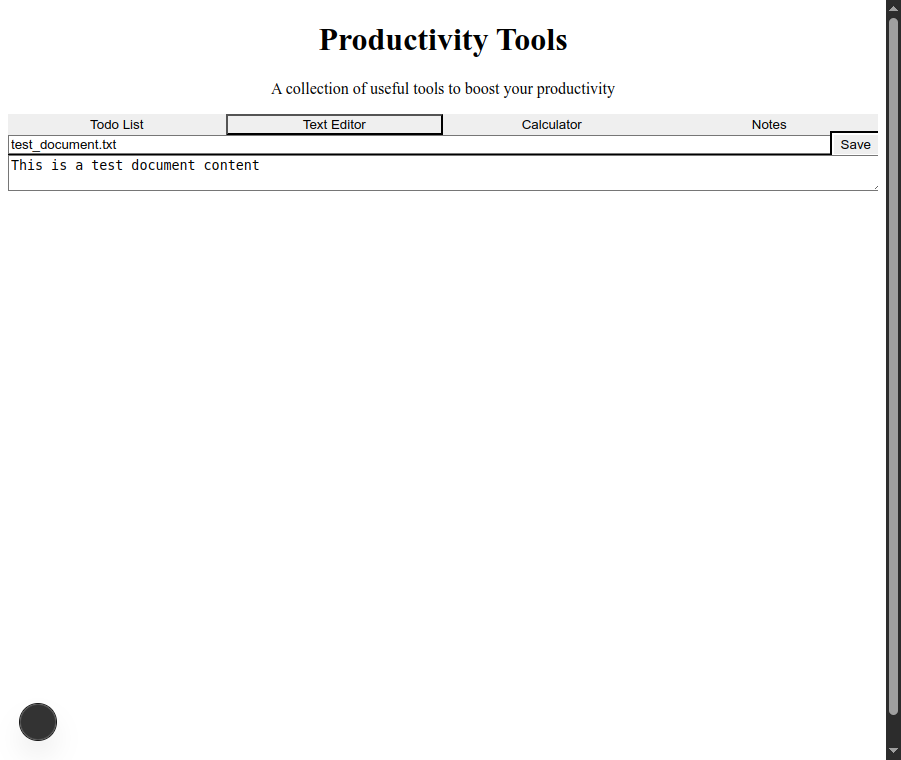 Productivity Tools
A collection of useful tools to boost your productivity
Todo List Text Editor Calculator Notes
test_document.txt Save
This is a test document content